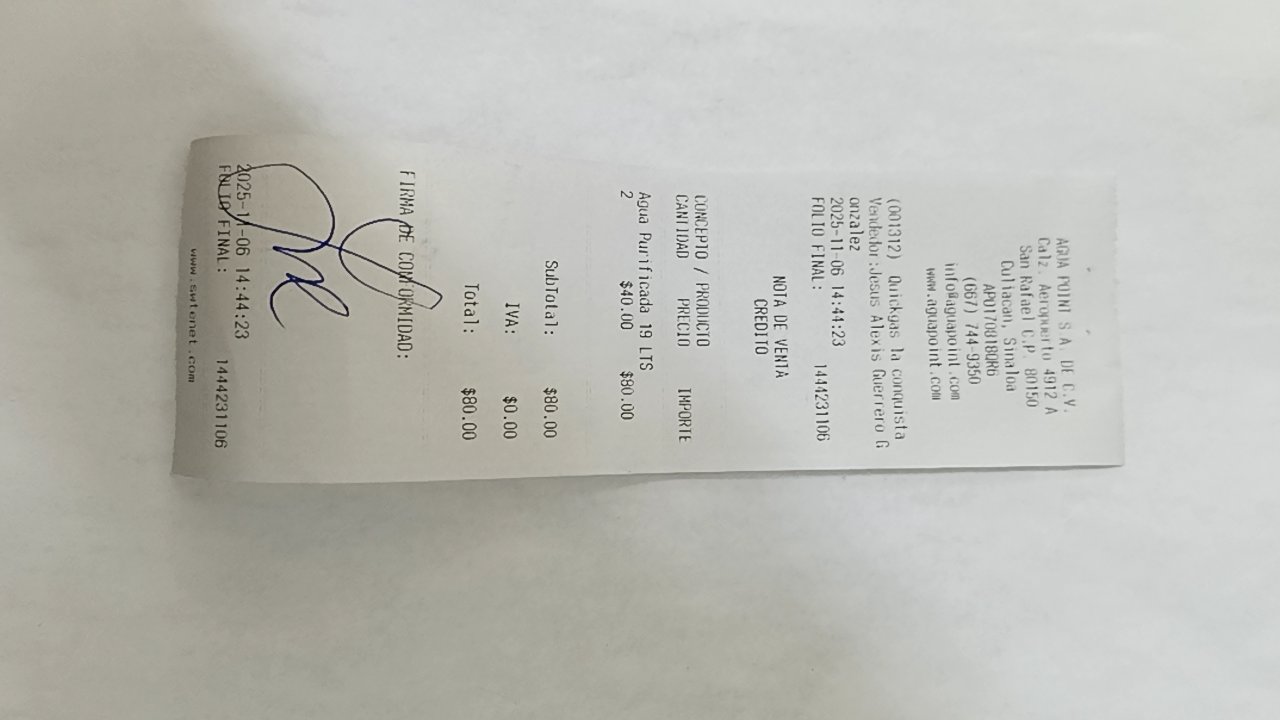 AGUA POINT S.A. DE C.V.
Calz. Aeropuerto 4912 A
San Rafael C.P. 80150
Culiacan, Sinaloa
APO170818QR6
(667) 744-9350
info@aguapoint.com
www.aguapoint.com
(001312) Quickgas la conquista
Vendedor:Jesus Alexis Guerrero G
onzalez
2025-11-06 14:44:23
FOLIO FINAL: 1444231106
NOTA DE VENTA
CREDITO
CONCEPTO / PRODUCTO
CANTIDAD PRECIO IMPORTE
Agua Purificada 19 LTS
2 $40.00 $80.00
SubTotal: $80.00
IVA: $0.00
Total: $80.00
FIRMA DE CONFORMIDAD:
2025-11-06 14:44:23
FOLIO FINAL: 1444231106
www.swtenet.com